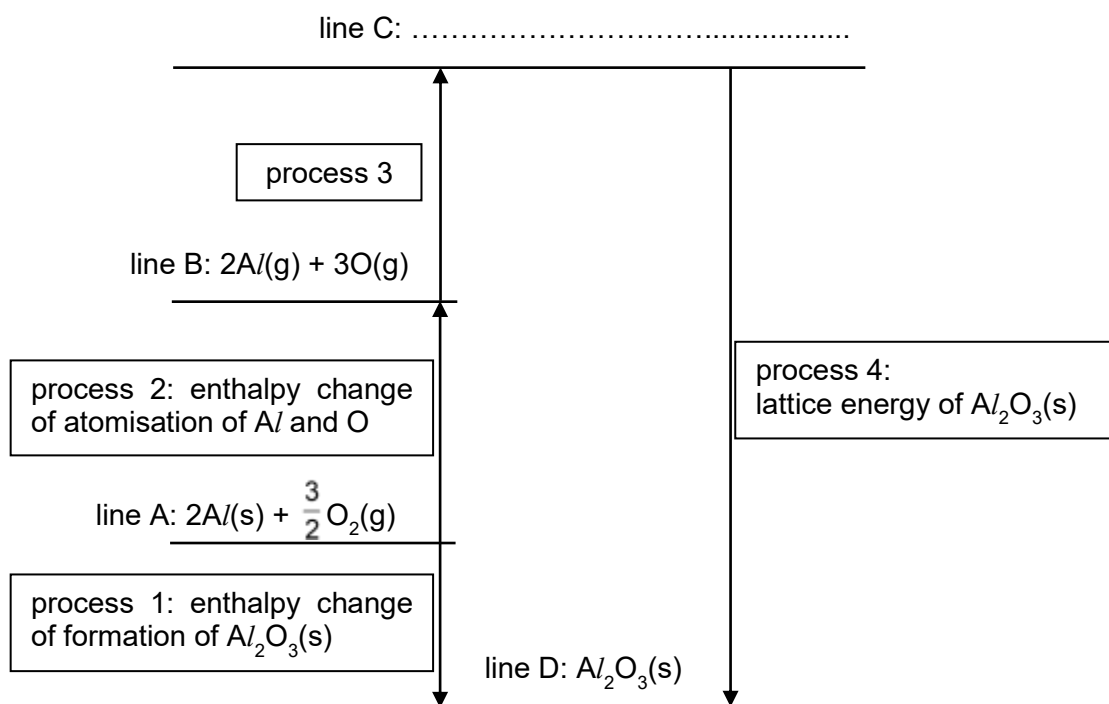 line C: ……………………………….................
process 3
line B: 2Al(g) + 3O(g)
process 2: enthalpy change
of atomisation of Al and O
process 4:
lattice energy of Al₂O₃(s)
line A: 2Al(s) + 3/2 O₂(g)
process 1: enthalpy change
of formation of Al₂O₃(s)
line D: Al₂O₃(s)